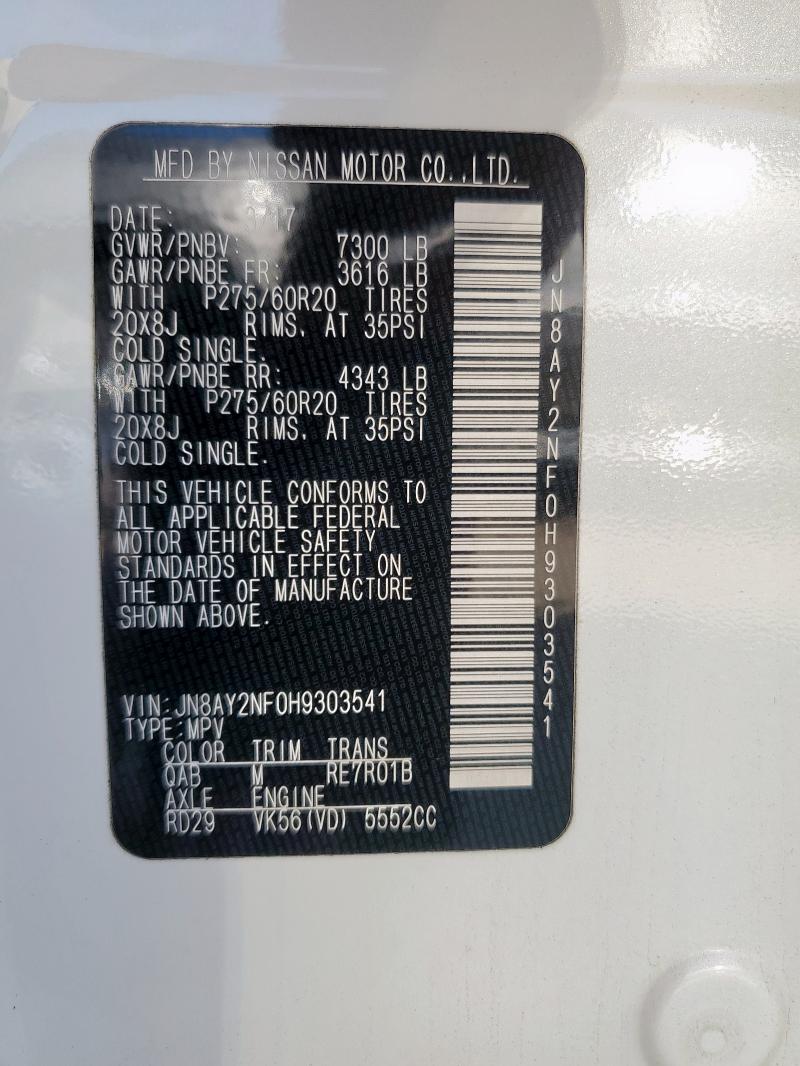 MFD BY NISSAN MOTOR CO.,LTD.
DATE: /17
GVWR/PNBV: 7300 LB
GAWR/PNBE FR: 3616 LB
WITH P275/60R20 TIRES
20X8J RIMS, AT 35PSI
COLD SINGLE.
GAWR/PNBE RR: 4343 LB
WITH P275/60R20 TIRES
20X8J RIMS, AT 35PSI
COLD SINGLE.
THIS VEHICLE CONFORMS TO
ALL APPLICABLE FEDERAL
MOTOR VEHICLE SAFETY
STANDARDS IN EFFECT ON
THE DATE OF MANUFACTURE
SHOWN ABOVE.
VIN:JN8AY2NF0H9303541
TYPE:MPV
COLOR TRIM TRANS
QAB M RE7R01B
AXLE ENGINE
RD29 VK56(VD) 5552CC
JN8AY2NF0H9303541